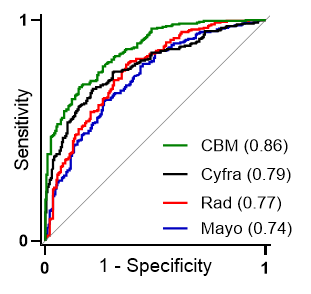 1
Sensitivity
CBM (0.86)
Cyfra (0.79)
Rad (0.77)
Mayo (0.74)
0
0
1 - Specificity
1